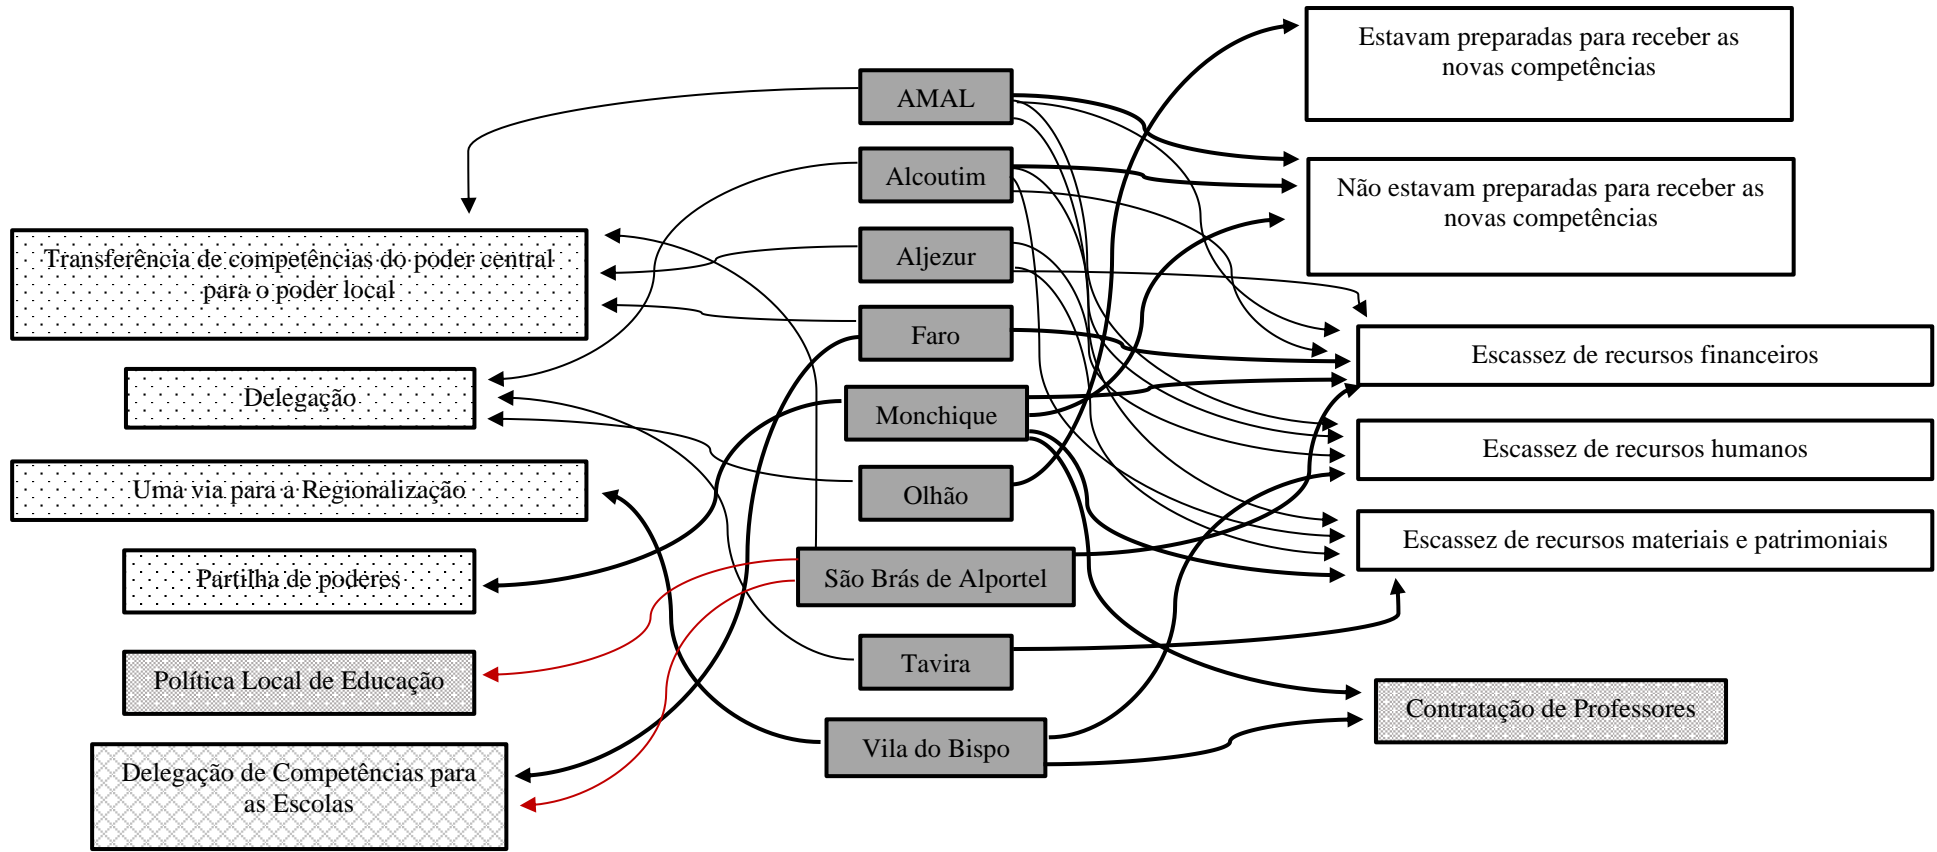 Transferência de competências do poder central
para o poder local
Delegação
Uma via para a Regionalização
Partilha de poderes
Política Local de Educação
Delegação de Competências para
as Escolas
AMAL
Alcoutim
Aljezur
Faro
Monchique
Olhão
São Brás de Alportel
Tavira
Vila do Bispo
Estavam preparadas para receber as
novas competências
Não estavam preparadas para receber as
novas competências
Escassez de recursos financeiros
Escassez de recursos humanos
Escassez de recursos materiais e patrimoniais
Contratação de Professores